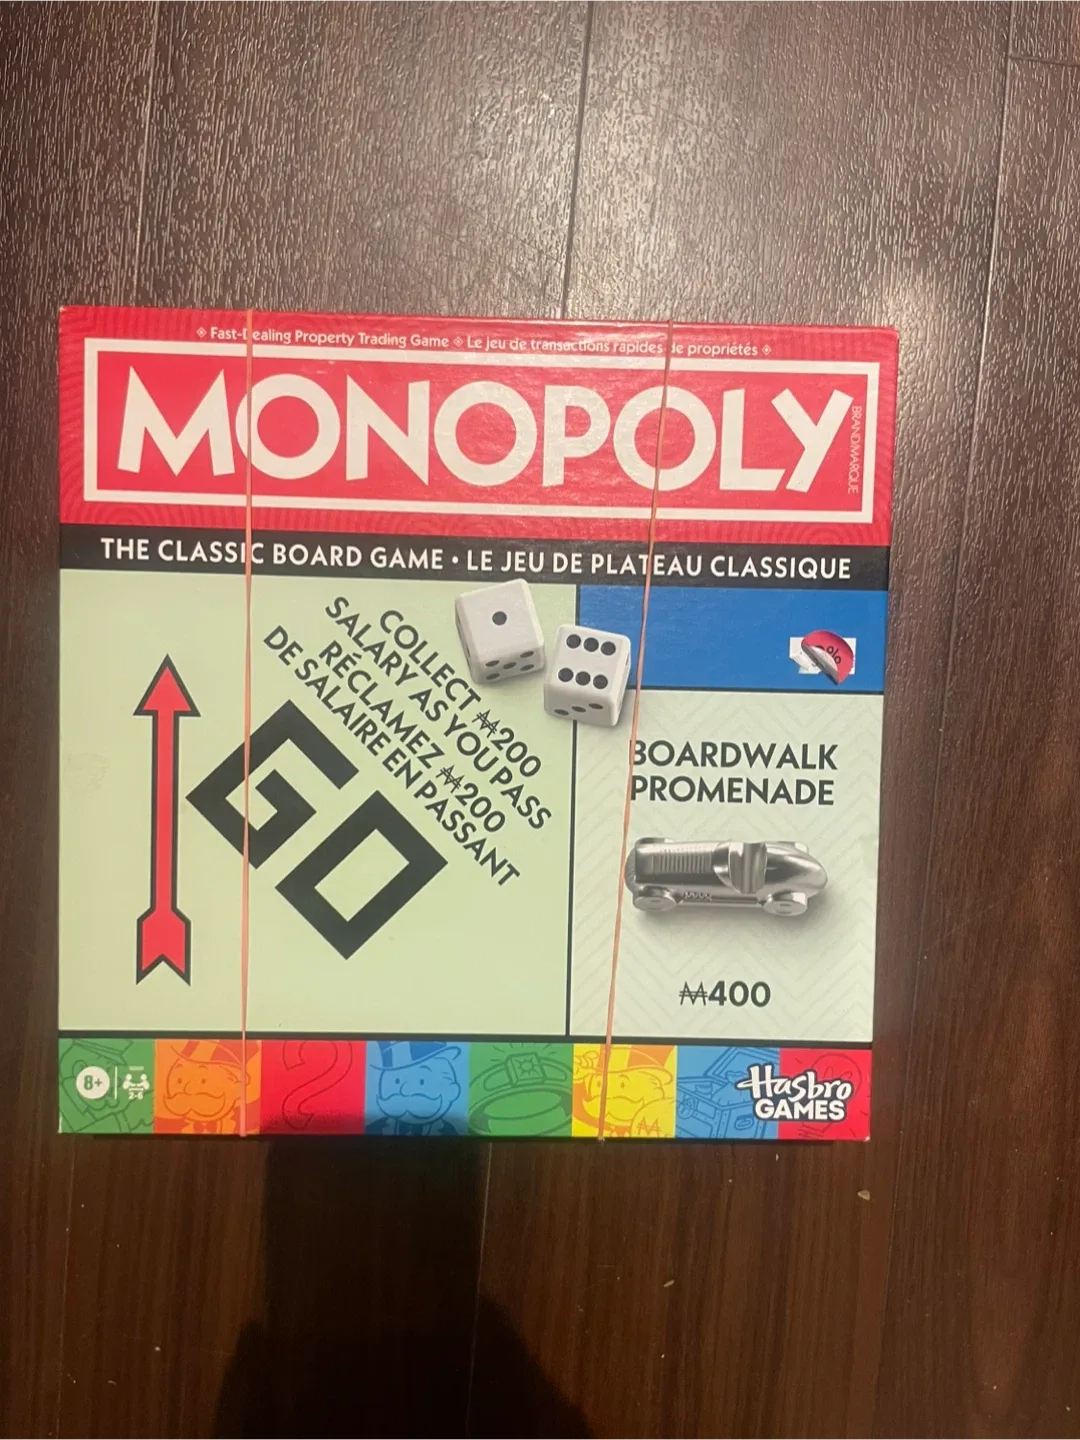 Fast-Dealing Property Trading Game Le jeu de transactions rapides de propriétés
MONOPOLY
BRAND/MARQUE
THE CLASSIC BOARD GAME • LE JEU DE PLATEAU CLASSIQUE
COLLECT ₩200
SALARY AS YOU PASS
RÉCLAMEZ ₩200
DE SALAIRE EN PASSANT
GO
%
BOARDWALK
PROMENADE
₩400
8+
2-6
Hasbro
GAMES